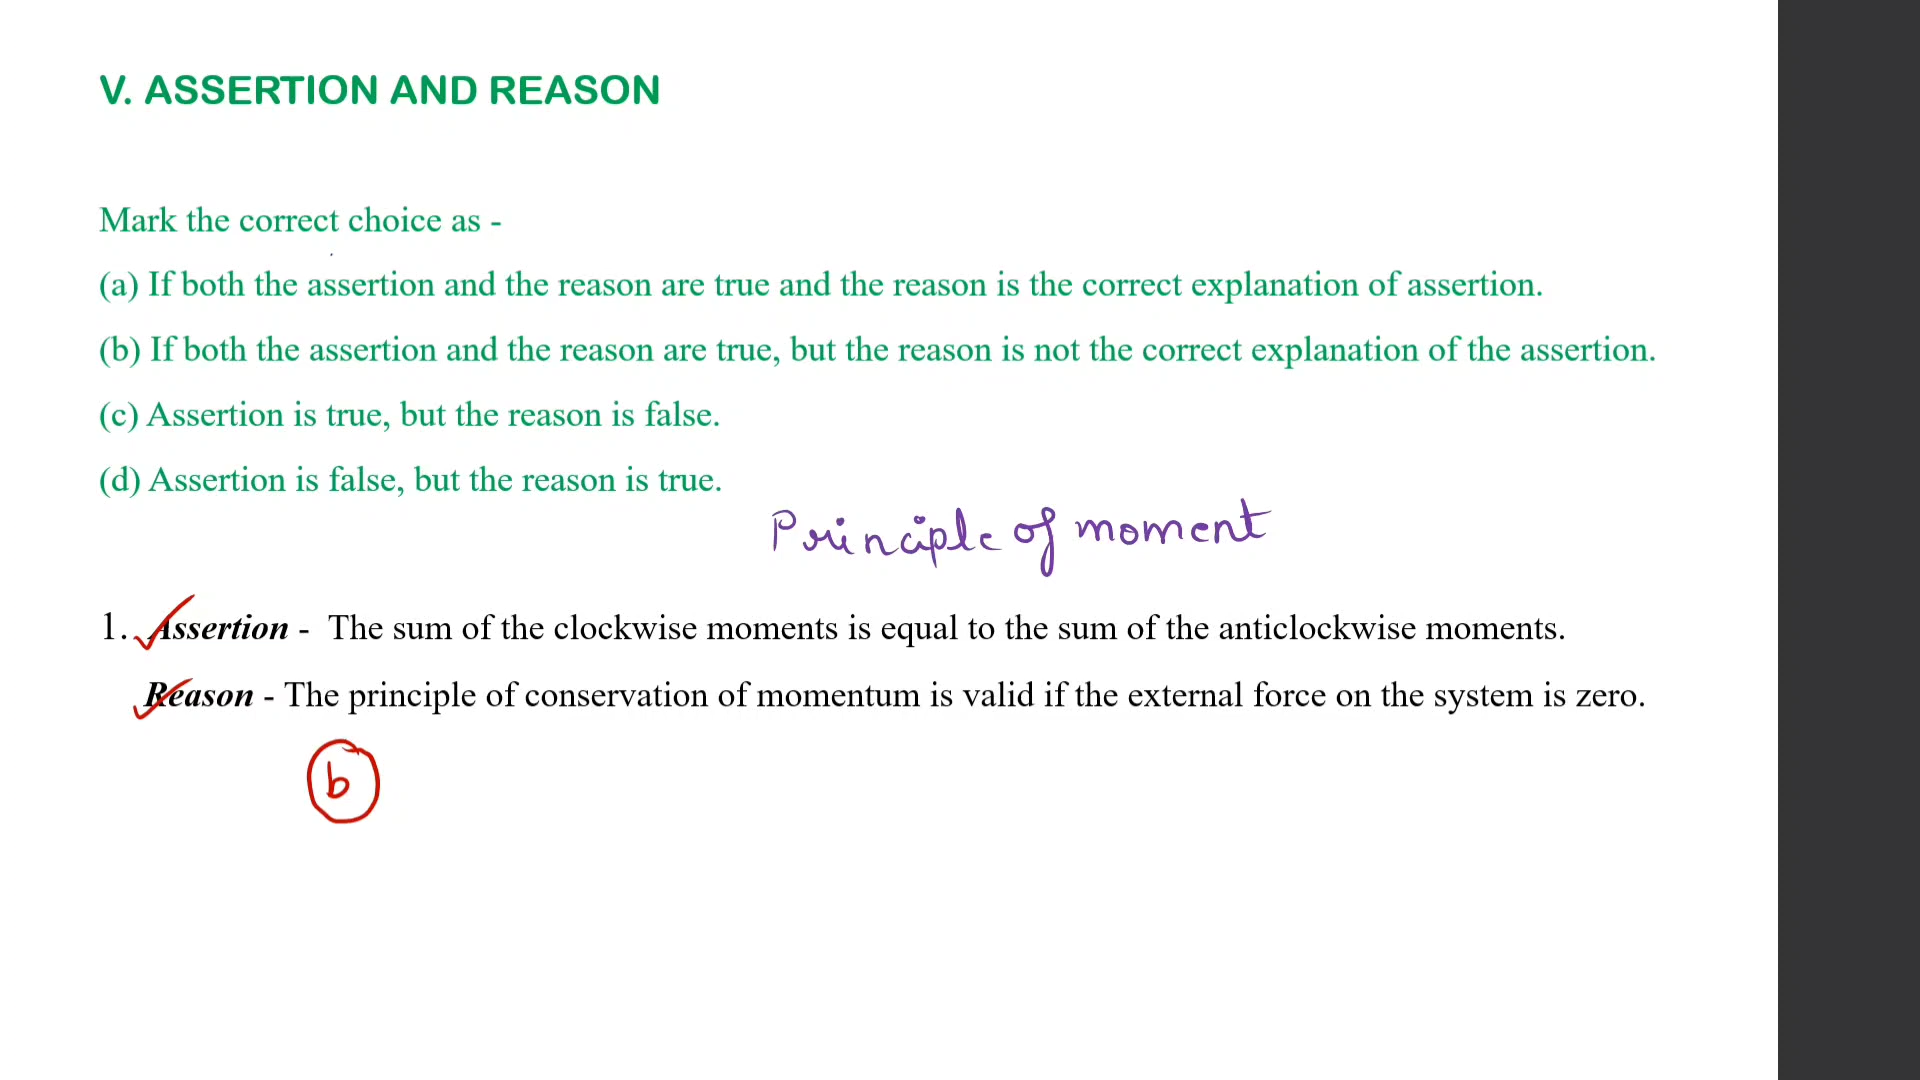 V. ASSERTION AND REASON
Mark the correct choice as -
(a) If both the assertion and the reason are true and the reason is the correct explanation of assertion.
(b) If both the assertion and the reason are true, but the reason is not the correct explanation of the assertion.
(c) Assertion is true, but the reason is false.
(d) Assertion is false, but the reason is true.
Principle of moment
1. Assertion - The sum of the clockwise moments is equal to the sum of the anticlockwise moments.
Reason - The principle of conservation of momentum is valid if the external force on the system is zero.
b